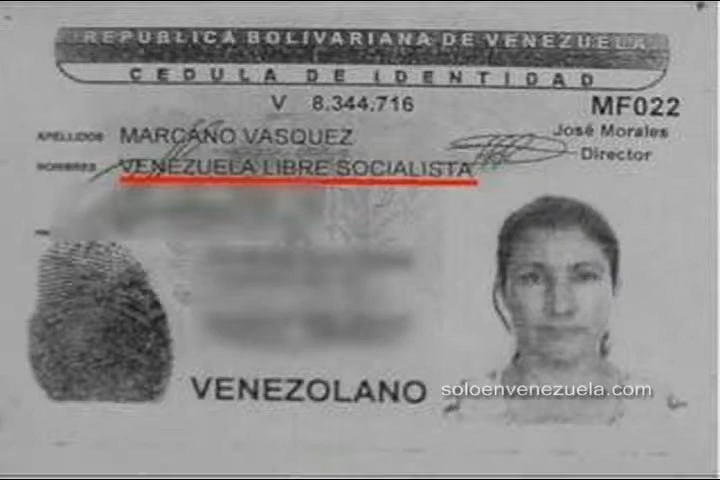 REPUBLICA BOLIVARIANA DE VENEZUELA
CEDULA DE IDENTIDAD
V 8.344.716
MF022
APELLIDOS MARCANO VASQUEZ
José Morales
Director
NOMBRES VENEZUELA LIBRE SOCIALISTA
VENEZOLANO
soloenvenezuela.com